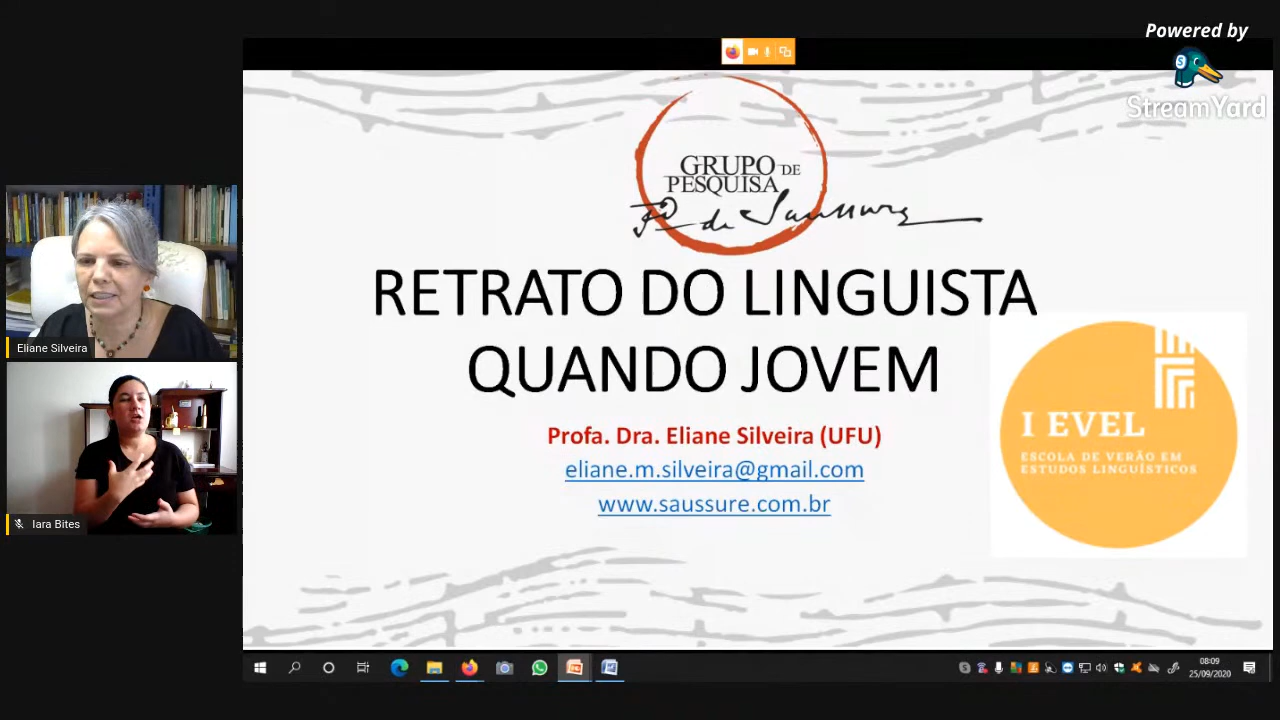 Powered by
StreamYard
GRUPO DE
PESQUISA
F. de Saussure
RETRATO DO LINGUISTA
QUANDO JOVEM
Profa. Dra. Eliane Silveira (UFU)
eliane.m.silveira@gmail.com
www.saussure.com.br
I EVEL
ESCOLA DE VERÃO EM
ESTUDOS LINGUÍSTICOS
Eliane Silveira
Iara Bites
08:09
25/09/2020